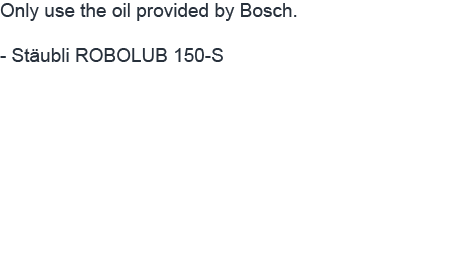 Only use the oil provided by Bosch.
- Stäubli ROBOLUB 150-S